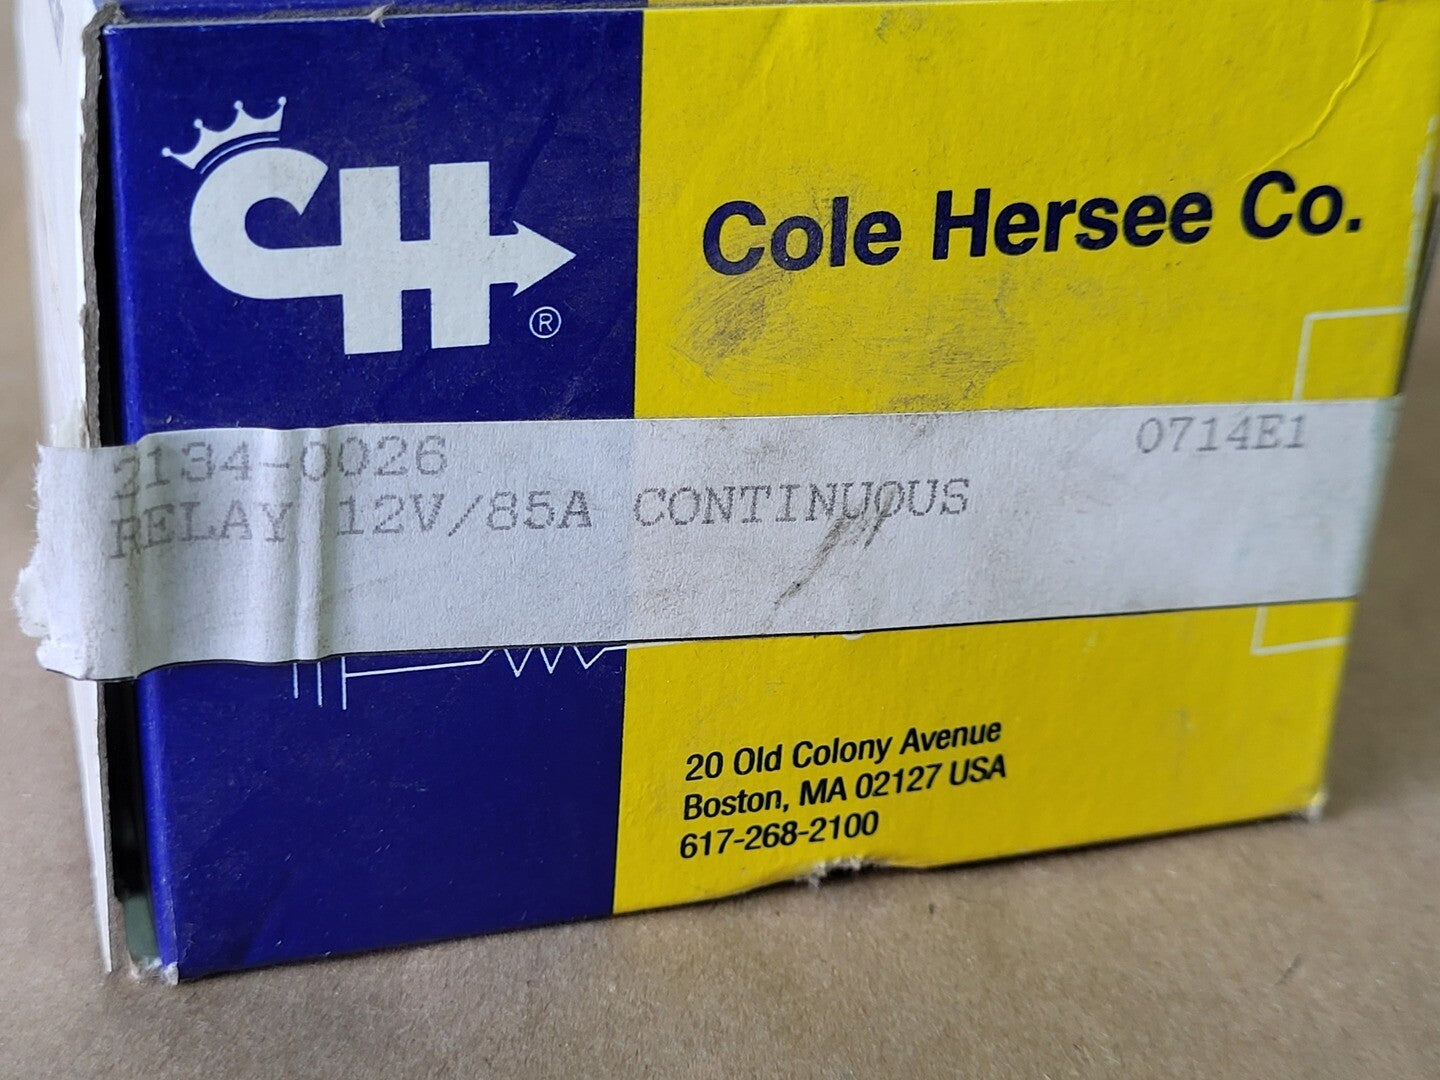 CH
®
Cole Hersee Co.
2134-0026
0714E1
RELAY 12V/85A CONTINUOUS
20 Old Colony Avenue
Boston, MA 02127 USA
617-268-2100